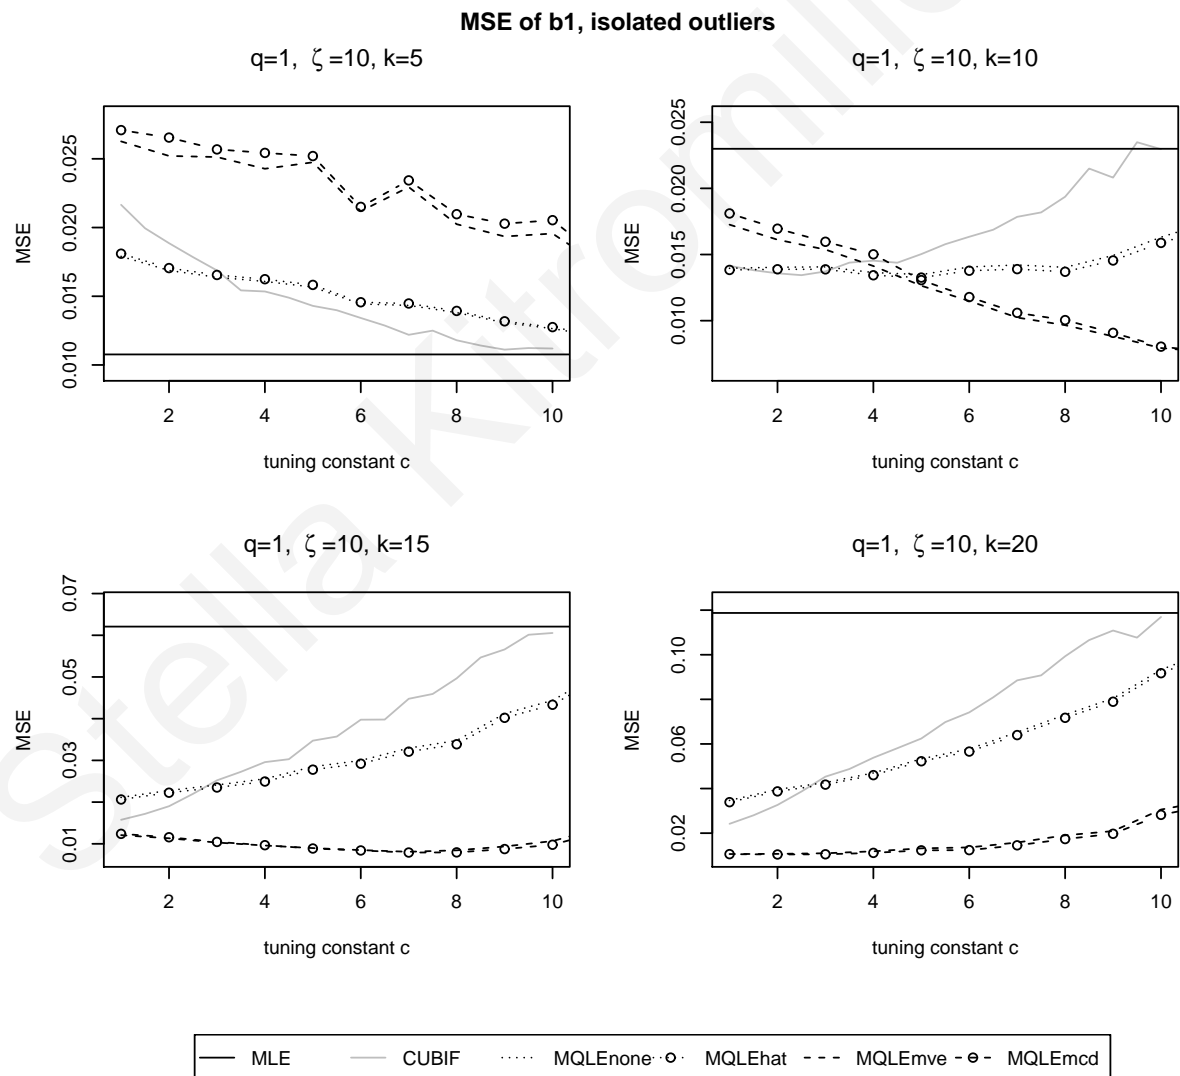 MSE of b1, isolated outliers
q=1, ζ =10, k=5
q=1, ζ =10, k=10
MSE
0.010 0.015 0.020 0.025
2 4 6 8 10
tuning constant c
MSE
0.010 0.015 0.020 0.025
2 4 6 8 10
tuning constant c
q=1, ζ =10, k=15
q=1, ζ =10, k=20
MSE
0.01 0.03 0.05 0.07
2 4 6 8 10
tuning constant c
MSE
0.02 0.06 0.10
2 4 6 8 10
tuning constant c
MLE CUBIF MQLEnone MQLEhat MQLEmve MQLEmcd